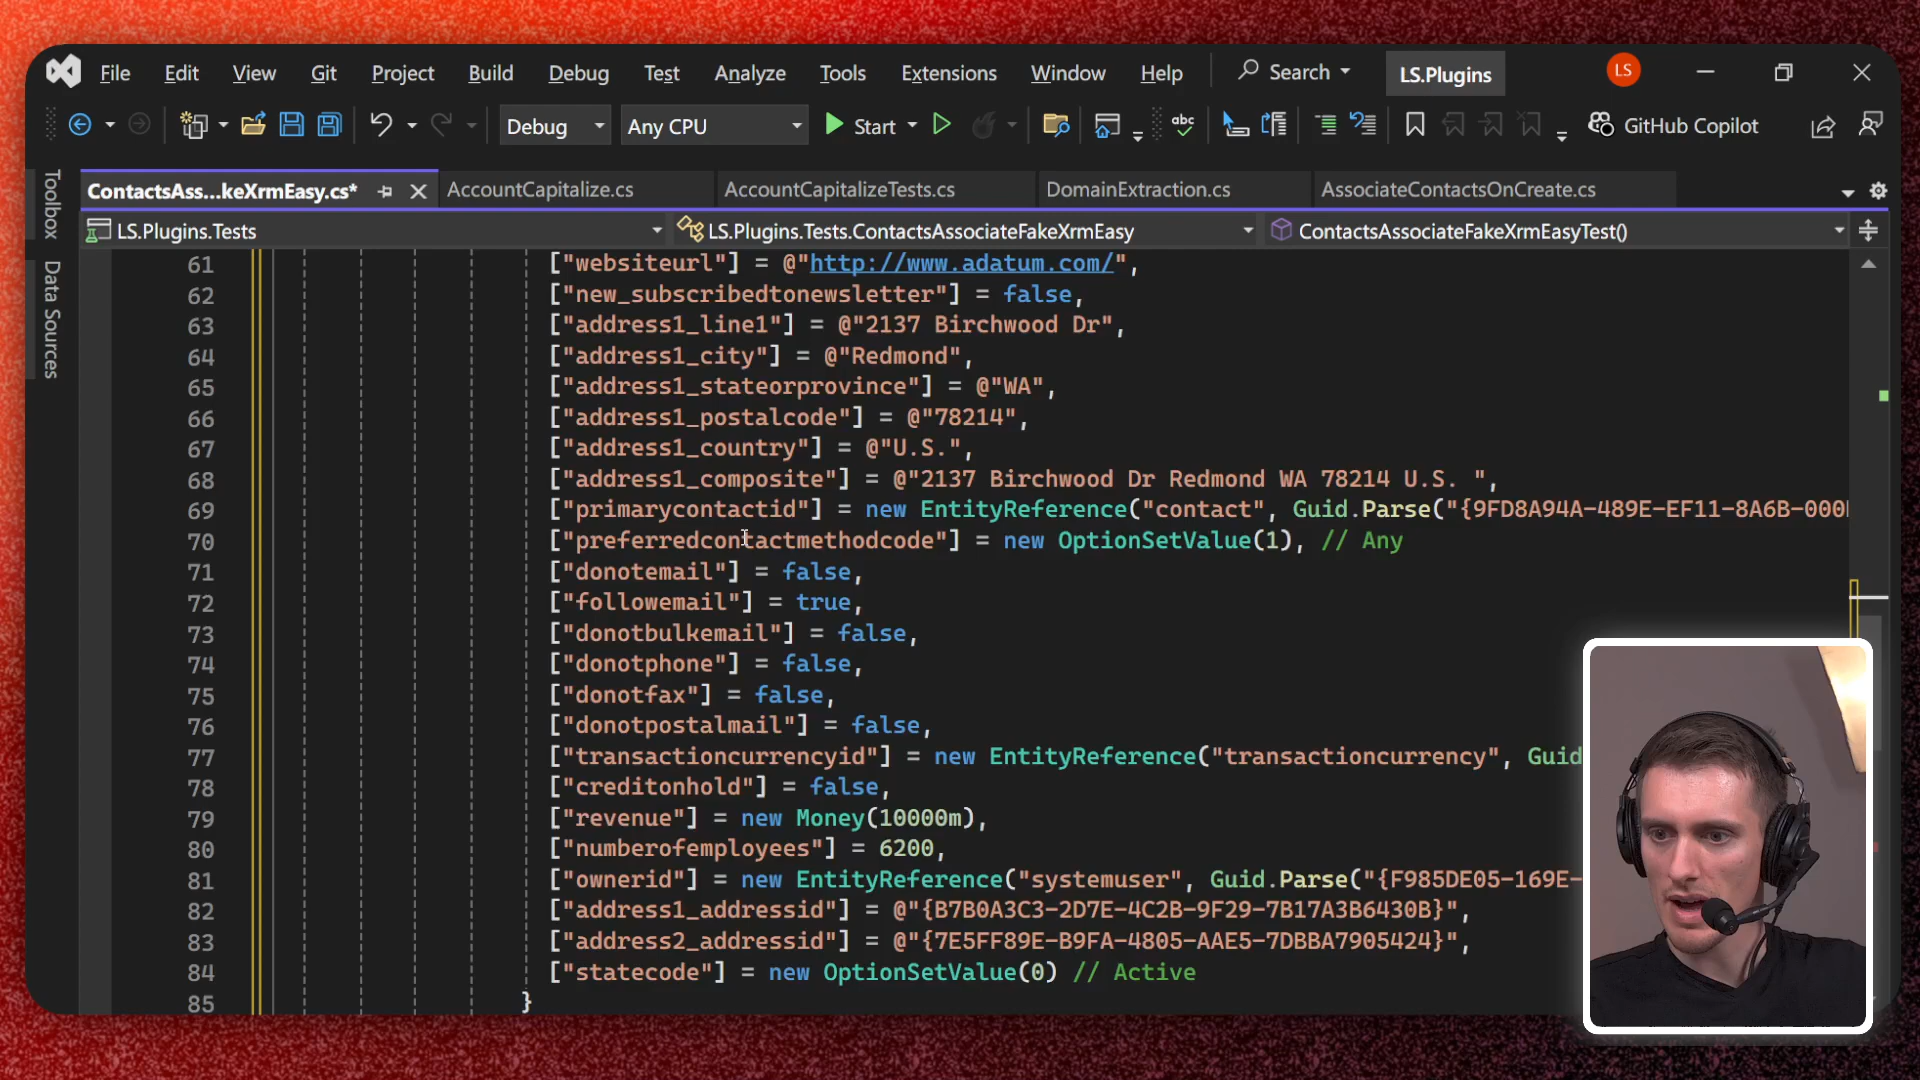 File Edit View Git Project Build Debug Test Analyze Tools Extensions Window Help Search LS.Plugins LS
Debug Any CPU Start GitHub Copilot
Toolbox
Data Sources
ContactsAss...keXrmEasy.cs* AccountCapitalize.cs AccountCapitalizeTests.cs DomainExtraction.cs AssociateContactsOnCreate.cs
LS.Plugins.Tests LS.Plugins.Tests.ContactsAssociateFakeXrmEasy ContactsAssociateFakeXrmEasyTest()
61 ["websiteurl"] = @"http://www.adatum.com/",
62 ["new_subscribedtonewsletter"] = false,
63 ["address1_line1"] = @"2137 Birchwood Dr",
64 ["address1_city"] = @"Redmond",
65 ["address1_stateorprovince"] = @"WA",
66 ["address1_postalcode"] = @"78214",
67 ["address1_country"] = @"U.S.",
68 ["address1_composite"] = @"2137 Birchwood Dr Redmond WA 78214 U.S. ",
69 ["primarycontactid"] = new EntityReference("contact", Guid.Parse("{9FD8A94A-489E-EF11-8A6B-000
70 ["preferredcontactmethodcode"] = new OptionSetValue(1), // Any
71 ["donotemail"] = false,
72 ["followemail"] = true,
73 ["donotbulkemail"] = false,
74 ["donotphone"] = false,
75 ["donotfax"] = false,
76 ["donotpostalmail"] = false,
77 ["transactioncurrencyid"] = new EntityReference("transactioncurrency", Guid
78 ["creditonhold"] = false,
79 ["revenue"] = new Money(10000m),
80 ["numberofemployees"] = 6200,
81 ["ownerid"] = new EntityReference("systemuser", Guid.Parse("{F985DE05-169E-
82 ["address1_addressid"] = @"{B7B0A3C3-2D7E-4C2B-9F29-7B17A3B6430B}",
83 ["address2_addressid"] = @"{7E5FF89E-B9FA-4805-AAE5-7DBBA7905424}",
84 ["statecode"] = new OptionSetValue(0) // Active
85 }